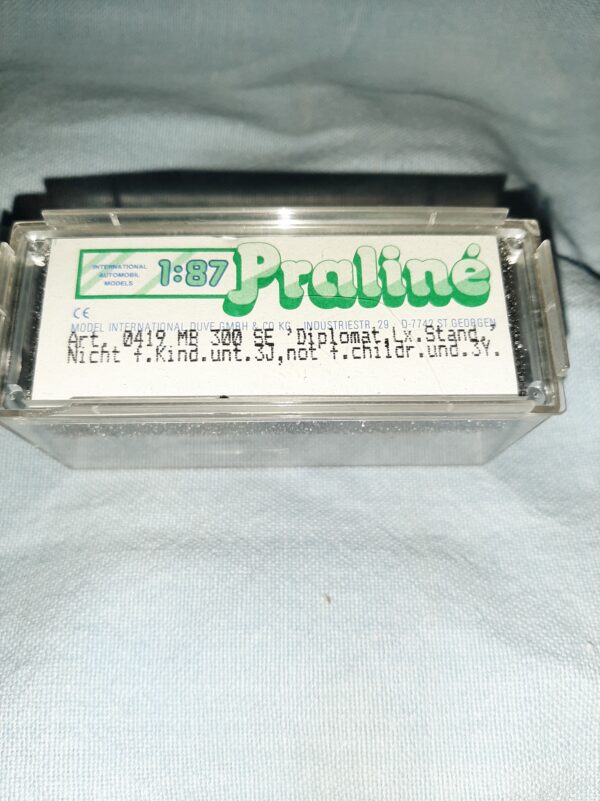 INTERNATIONAL
AUTOMOBIL
MODELS
1:87
Praliné
CE
MODEL INTERNATIONAL DUVE GMBH & CO KG INDUSTRIESTR. 29 D-7742 ST.GEORGEN
Art. 0419 MB 300 SE 'Diplomat,Lx.Stand.'
Nicht f.Kind.unt.3J,not f.childr.und.3Y.